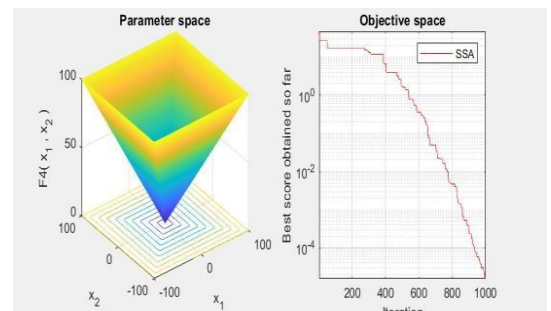 Parameter space
100
50
0
F4( x1 , x2 )
100
0
-100
x2
-100
0
100
x1
Objective space
SSA
Best score obtained so far
10^0
10^-2
10^-4
200 400 600 800 1000